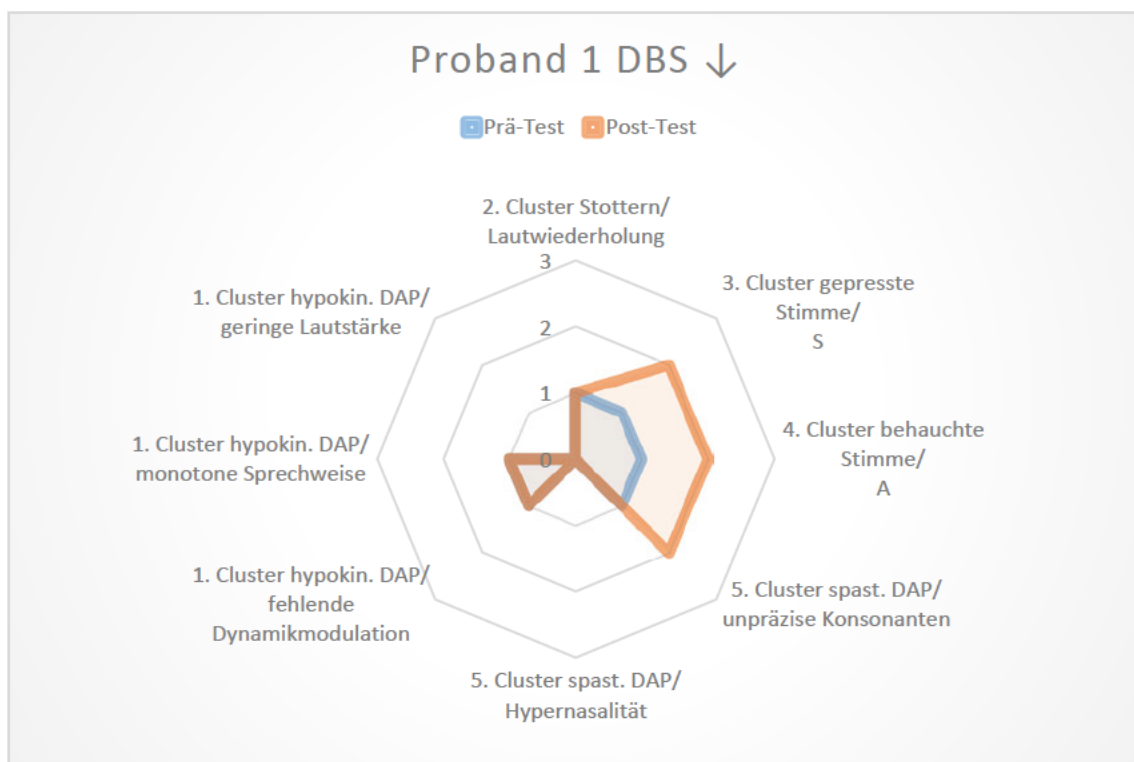 Proband 1 DBS ↓
Prä-Test Post-Test
2. Cluster Stottern/
Lautwiederholung
3. Cluster gepresste
Stimme/
S
4. Cluster behauchte
Stimme/
A
5. Cluster spast. DAP/
unpräzise Konsonanten
5. Cluster spast. DAP/
Hypernasalität
1. Cluster hypokin. DAP/
fehlende
Dynamikmodulation
1. Cluster hypokin. DAP/
monotone Sprechweise
1. Cluster hypokin. DAP/
geringe Lautstärke
3
2
1
0